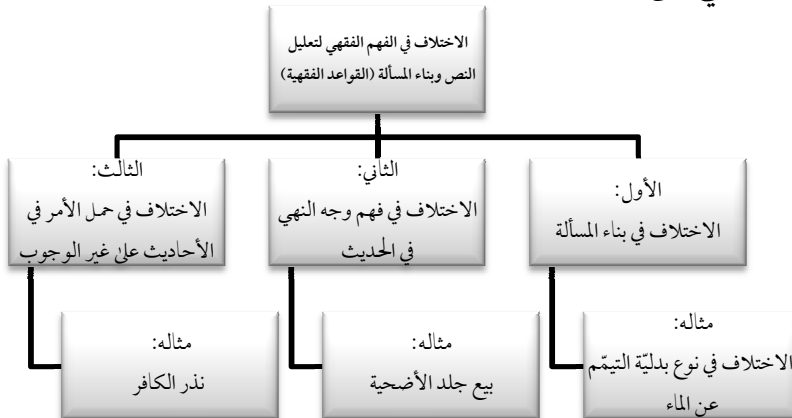 الاختلاف في الفهم الفقهي لتعليل
النص وبناء المسألة (القواعد الفقهية)
الأول:
الاختلاف في بناء المسألة
الثاني:
الاختلاف في فهم وجه النهي
في الحديث
الثالث:
الاختلاف في حمل الأمر في
الأحاديث على غير الوجوب
مثاله:
الاختلاف في نوع بدليّة التيمّم
عن الماء
مثاله:
بيع جلد الأضحية
مثاله:
نذر الكافر